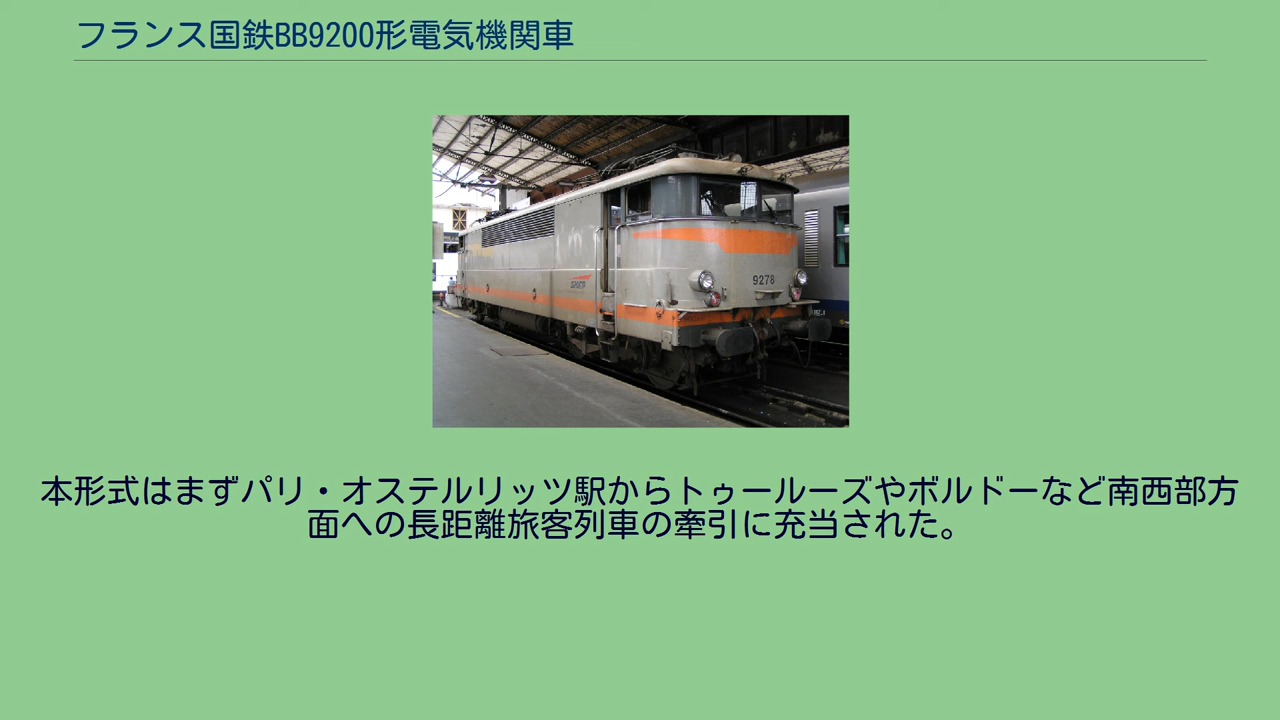 フランス国鉄BB9200形電気機関車
9278
本形式はまずパリ・オステルリッツ駅からトゥールーズやボルドーなど南西部方
面への長距離旅客列車の牽引に充当された。